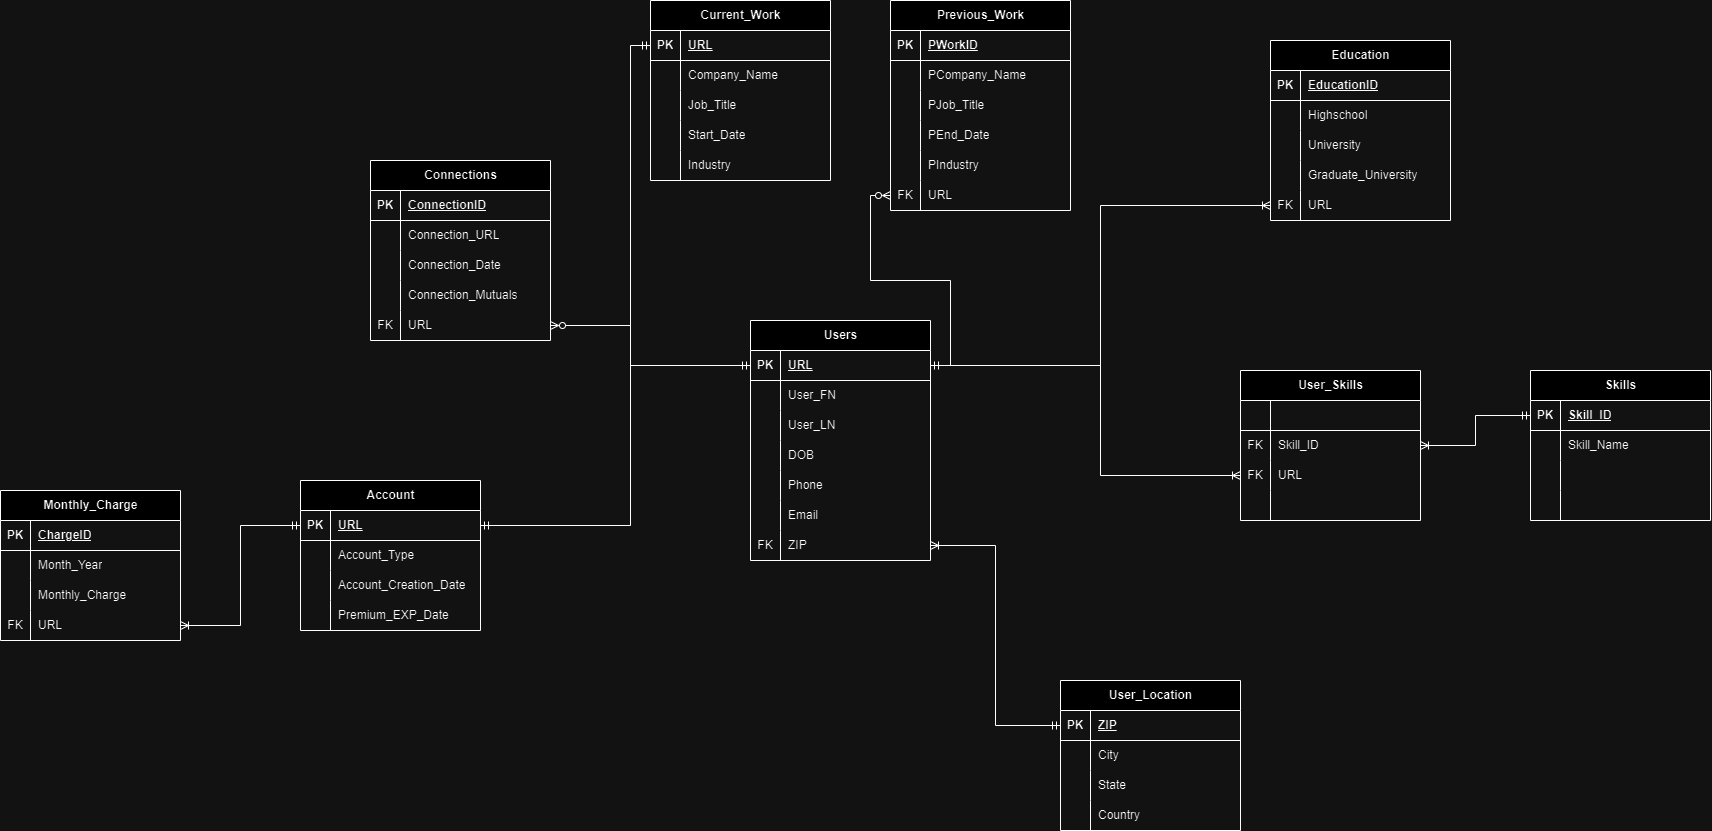 Current_Work
PK URL
Company_Name
Job_Title
Start_Date
Industry
Previous_Work
PK PWorkID
PCompany_Name
PJob_Title
PEnd_Date
PIndustry
FK URL
Education
PK EducationID
Highschool
University
Graduate_University
FK URL
Connections
PK ConnectionID
Connection_URL
Connection_Date
Connection_Mutuals
FK URL
Users
PK URL
User_FN
User_LN
DOB
Phone
Email
FK ZIP
User_Skills
FK Skill_ID
FK URL
Skills
PK Skill_ID
Skill_Name
Monthly_Charge
PK ChargeID
Month_Year
Monthly_Charge
FK URL
Account
PK URL
Account_Type
Account_Creation_Date
Premium_EXP_Date
User_Location
PK ZIP
City
State
Country